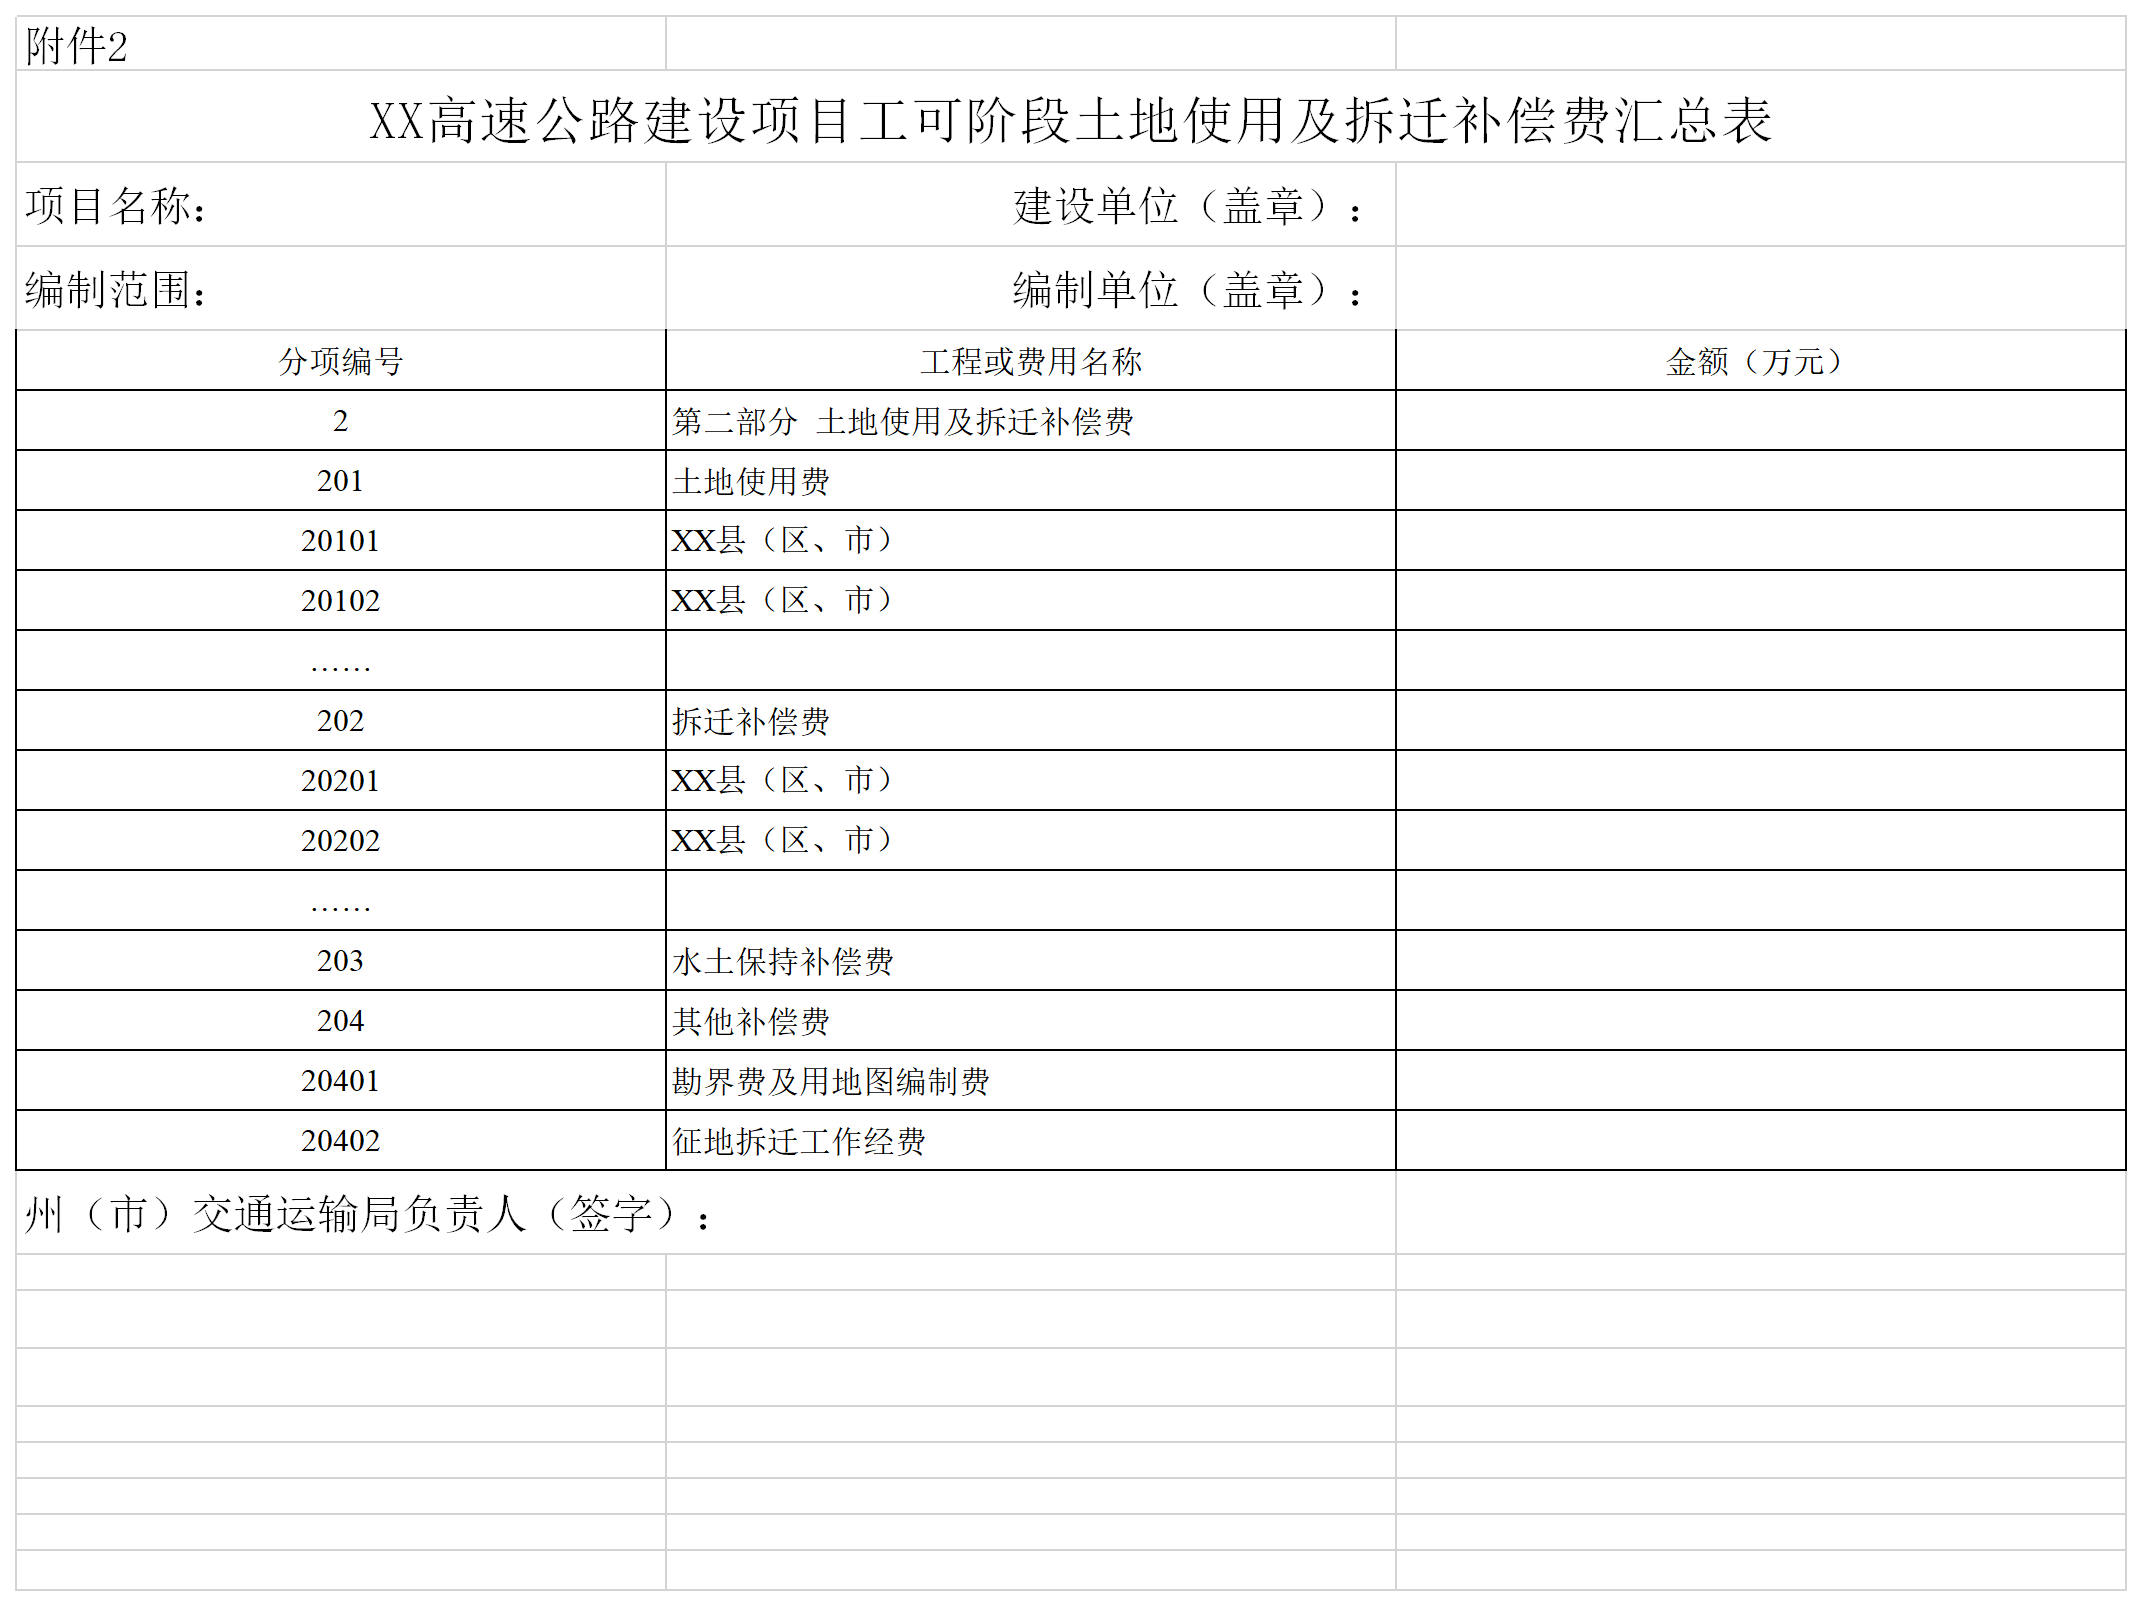 附件2
XX高速公路建设项目工可阶段土地使用及拆迁补偿费汇总表
项目名称： 建设单位（盖章）：
编制范围： 编制单位（盖章）：
分项编号 工程或费用名称 金额（万元）
2 第二部分 土地使用及拆迁补偿费
201 土地使用费
20101 XX县（区、市）
20102 XX县（区、市）
……
202 拆迁补偿费
20201 XX县（区、市）
20202 XX县（区、市）
……
203 水土保持补偿费
204 其他补偿费
20401 勘界费及用地图编制费
20402 征地拆迁工作经费
州（市）交通运输局负责人（签字）：